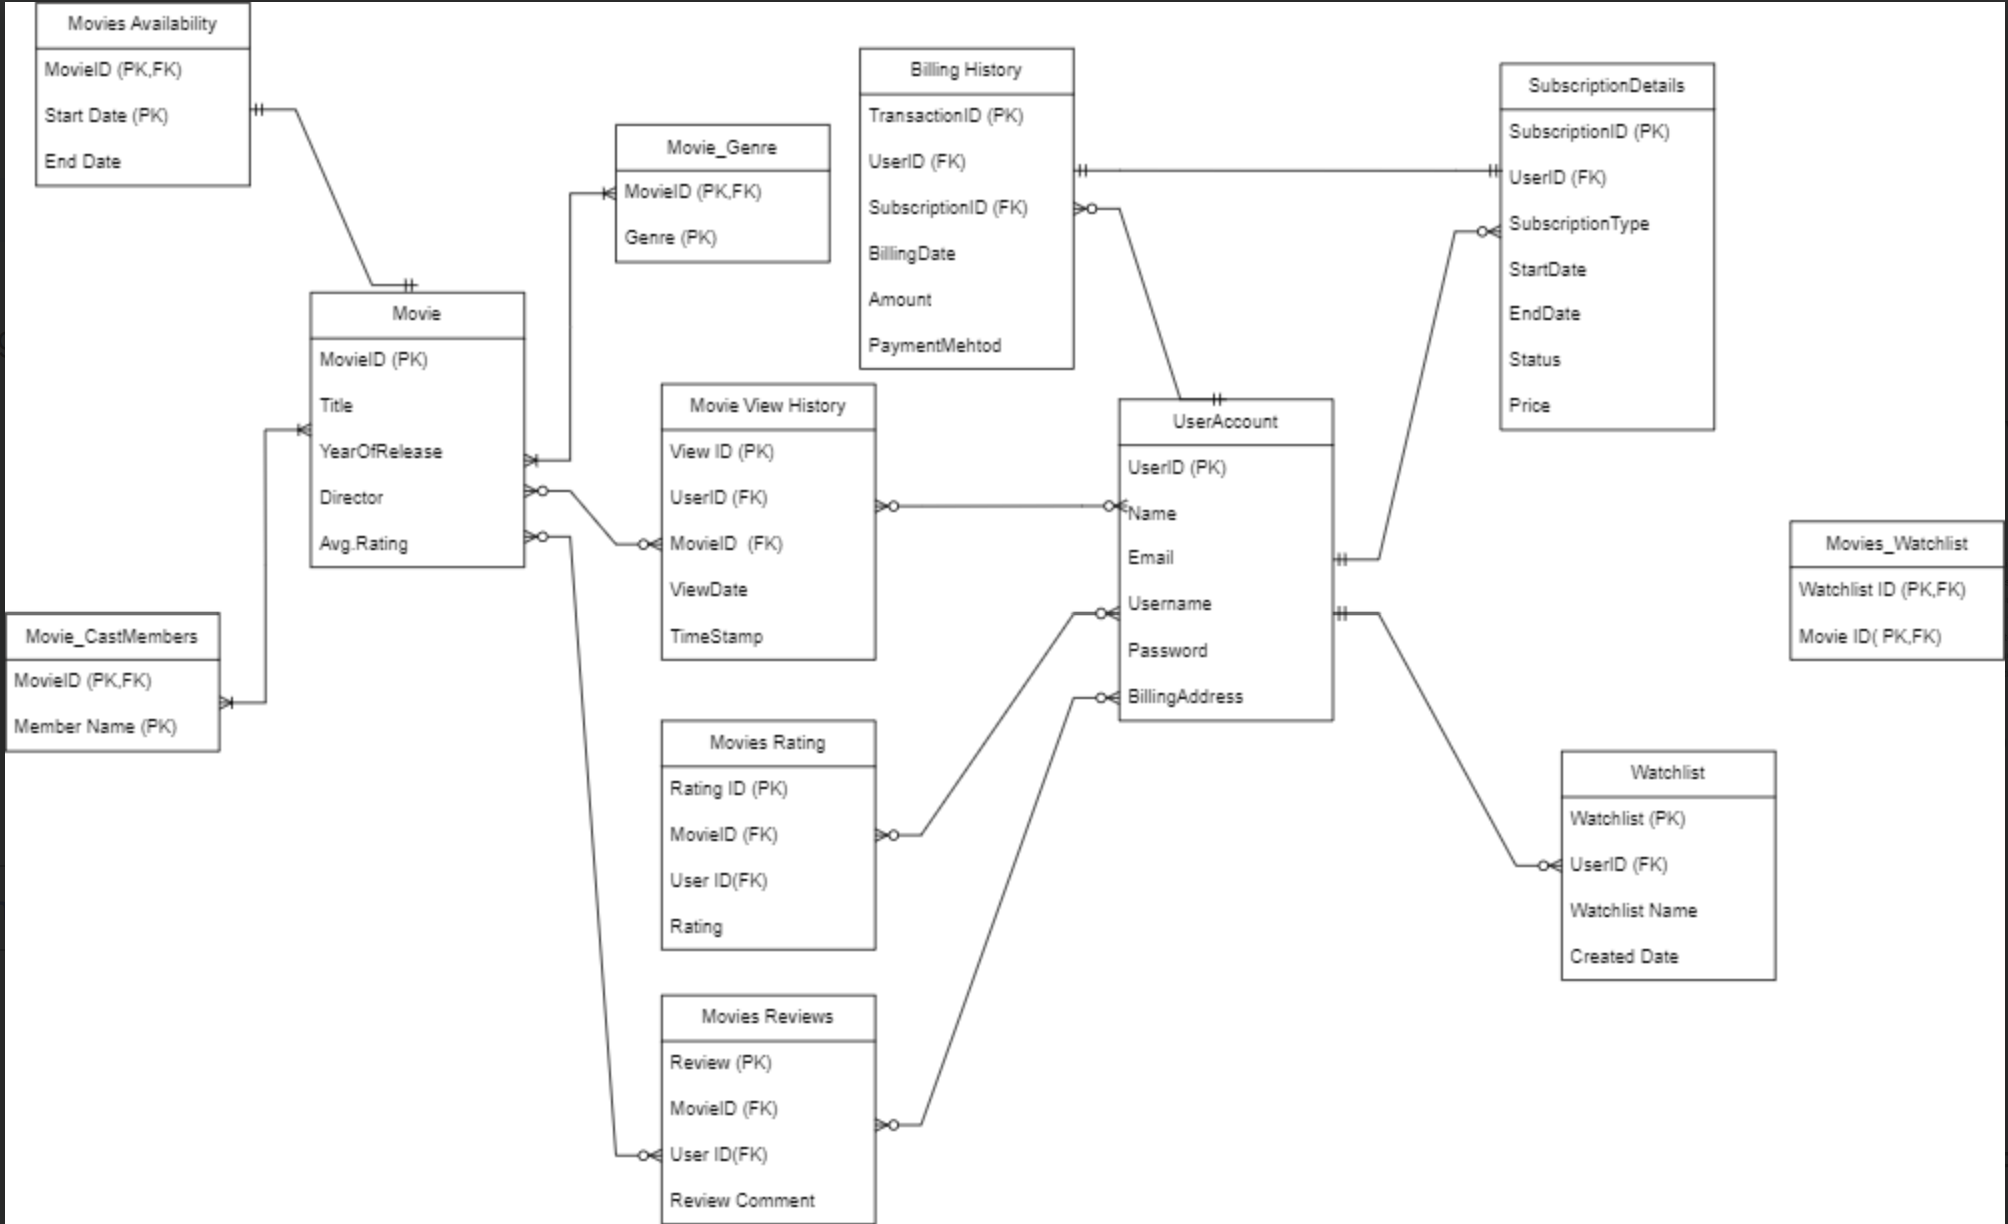 Movies Availability
MovieID (PK,FK)
Start Date (PK)
End Date
Movie_Genre
MovieID (PK,FK)
Genre (PK)
Billing History
TransactionID (PK)
UserID (FK)
SubscriptionID (FK)
BillingDate
Amount
PaymentMehtod
SubscriptionDetails
SubscriptionID (PK)
UserID (FK)
SubscriptionType
StartDate
EndDate
Status
Price
Movie
MovieID (PK)
Title
YearOfRelease
Director
Avg.Rating
Movie View History
View ID (PK)
UserID (FK)
MovieID (FK)
ViewDate
TimeStamp
UserAccount
UserID (PK)
Name
Email
Username
Password
BillingAddress
Movies_Watchlist
Watchlist ID (PK,FK)
Movie ID( PK,FK)
Movie_CastMembers
MovieID (PK,FK)
Member Name (PK)
Movies Rating
Rating ID (PK)
MovieID (FK)
User ID(FK)
Rating
Watchlist
Watchlist (PK)
UserID (FK)
Watchlist Name
Created Date
Movies Reviews
Review (PK)
MovieID (FK)
User ID(FK)
Review Comment